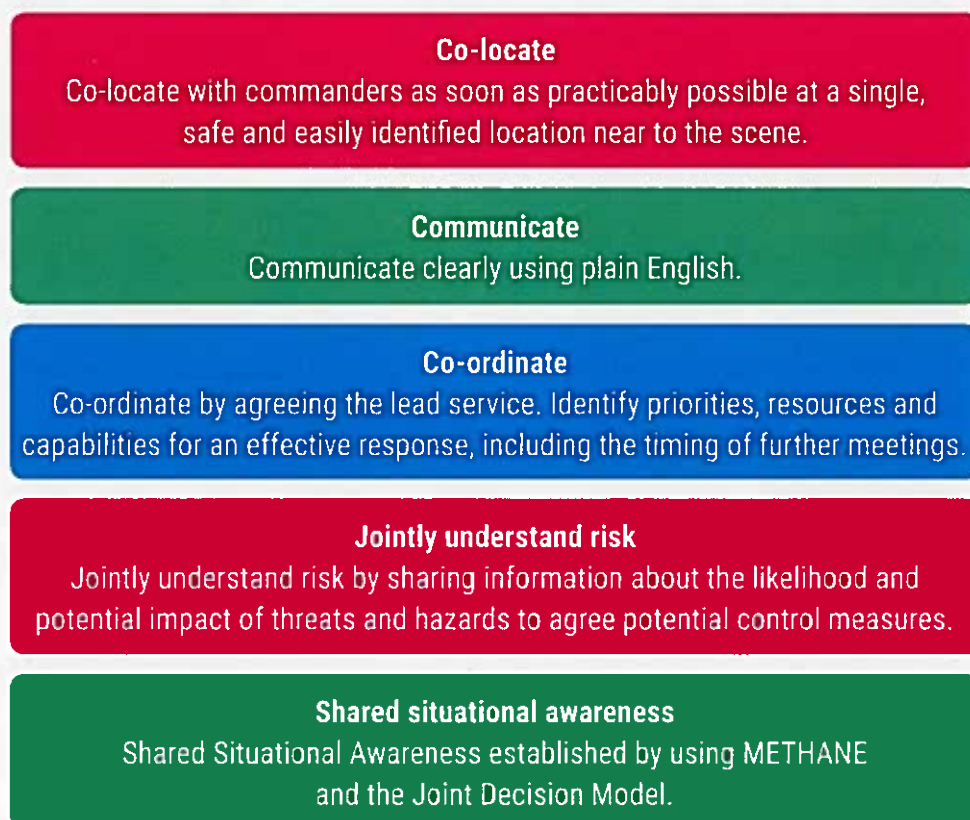 Co-locate
Co-locate with commanders as soon as practicably possible at a single,
safe and easily identified location near to the scene.
Communicate
Communicate clearly using plain English.
Co-ordinate
Co-ordinate by agreeing the lead service. Identify priorities, resources and
capabilities for an effective response, including the timing of further meetings.
Jointly understand risk
Jointly understand risk by sharing information about the likelihood and
potential impact of threats and hazards to agree potential control measures.
Shared situational awareness
Shared Situational Awareness established by using METHANE
and the Joint Decision Model.